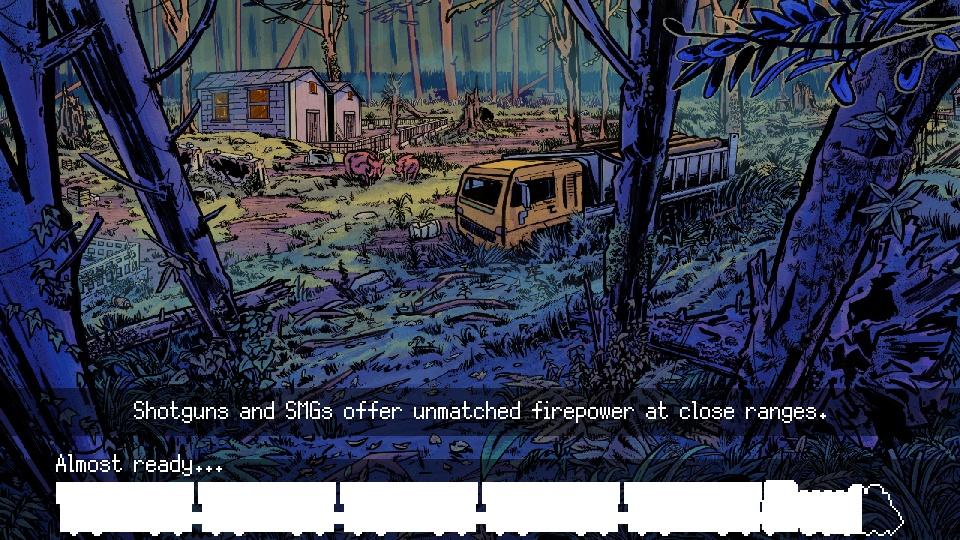 Shotguns and SMGs offer unmatched firepower at close ranges.
Almost ready...